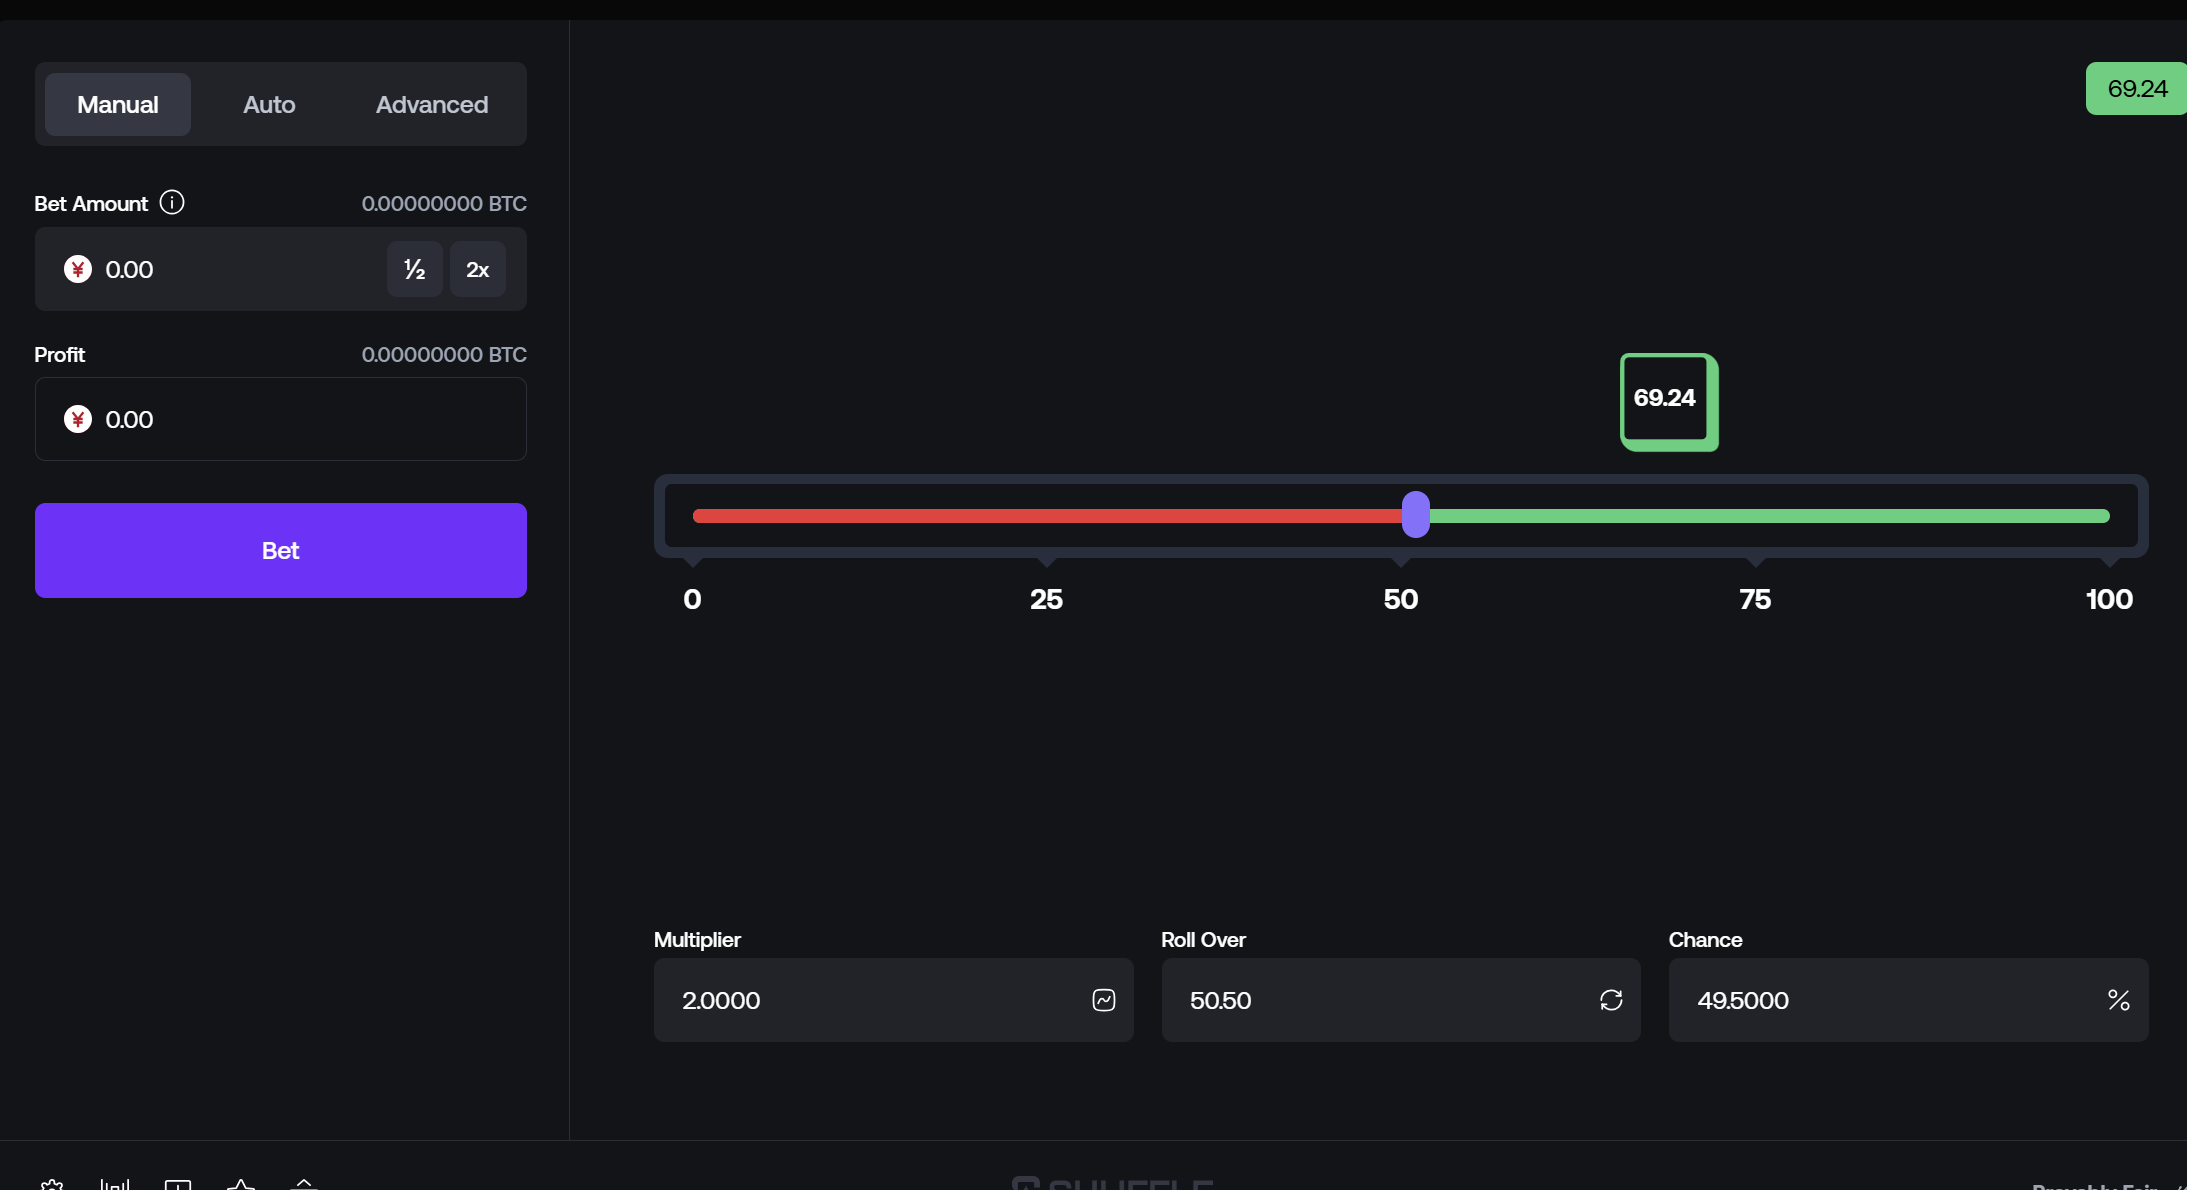 Manual Auto Advanced
69.24
Bet Amount 0.00000000 BTC
¥ 0.00 ½ 2x
Profit 0.00000000 BTC
¥ 0.00
Bet
69.24
0 25 50 75 100
Multiplier Roll Over Chance
2.0000 50.50 49.5000 %
SHUFFLE
Provably Fair